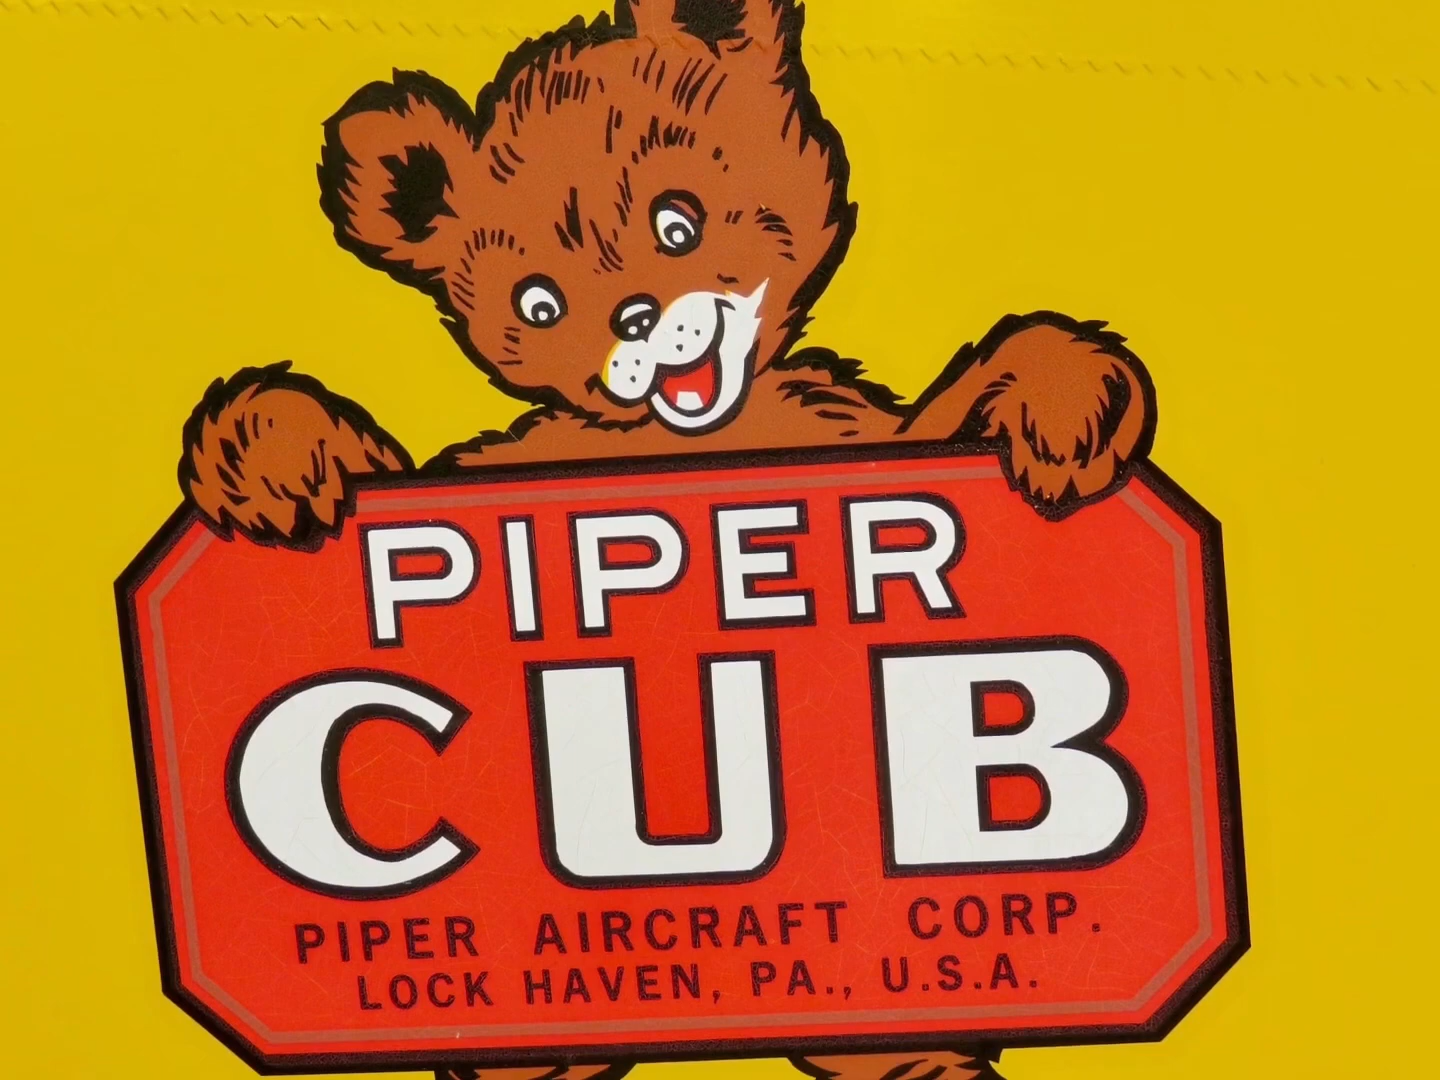 PIPER
CUB
PIPER AIRCRAFT CORP.
LOCK HAVEN, PA., U.S.A.